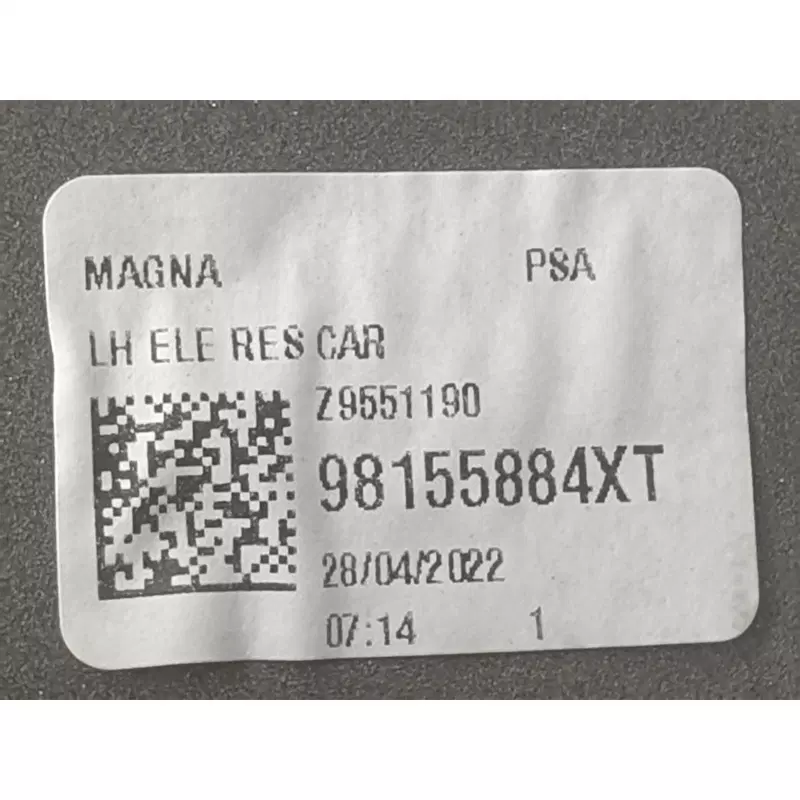 MAGNA PSA
LH ELE RES CAR
Z9551190
98155884XT
28/04/2022
07:14 1